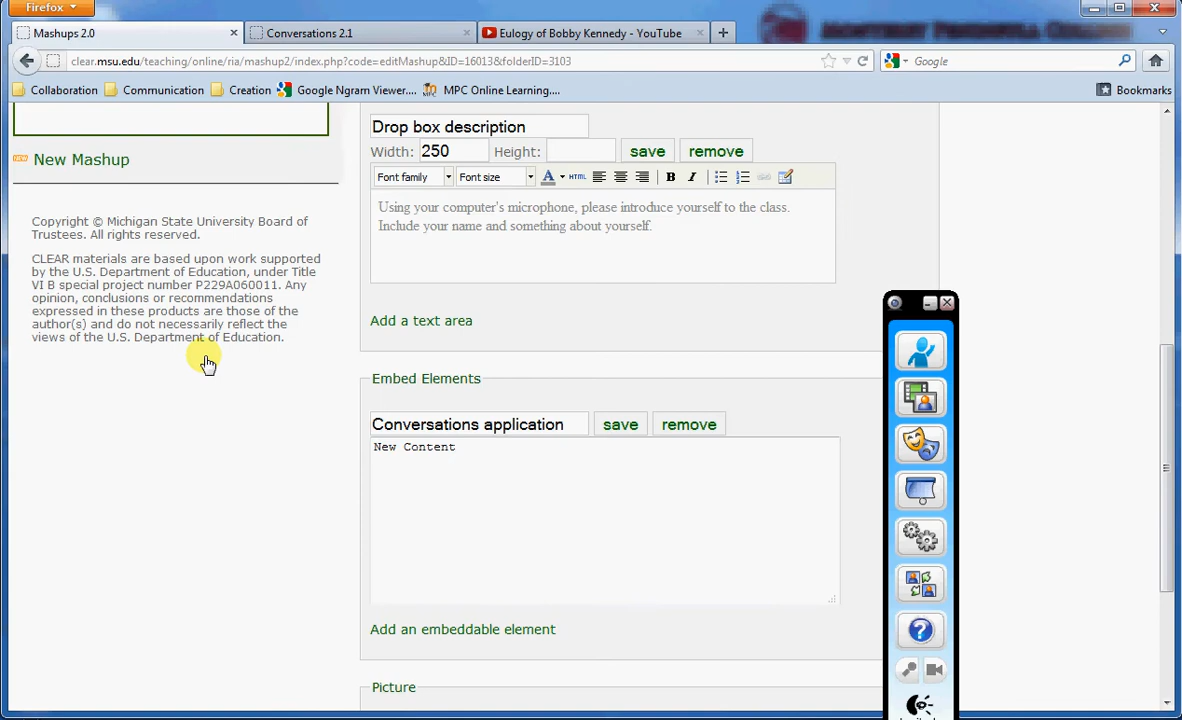 Firefox
Mashups 2.0
Conversations 2.1
Eulogy of Bobby Kennedy - YouTube
clear.msu.edu/teaching/online/ria/mashup2/index.php?code=editMashup&ID=16013&folderID=3103
Google
Collaboration
Communication
Creation
Google Ngram Viewer....
MPC Online Learning....
Bookmarks
New Mashup
Copyright © Michigan State University Board of
Trustees. All rights reserved.
CLEAR materials are based upon work supported
by the U.S. Department of Education, under Title
VI B special project number P229A060011. Any
opinion, conclusions or recommendations
expressed in these products are those of the
author(s) and do not necessarily reflect the
views of the U.S. Department of Education.
Drop box description
Width: 250 Height: save remove
Font family Font size A HTML B I
Using your computer's microphone, please introduce yourself to the class.
Include your name and something about yourself.
Add a text area
Embed Elements
Conversations application save remove
New Content
Add an embeddable element
Picture